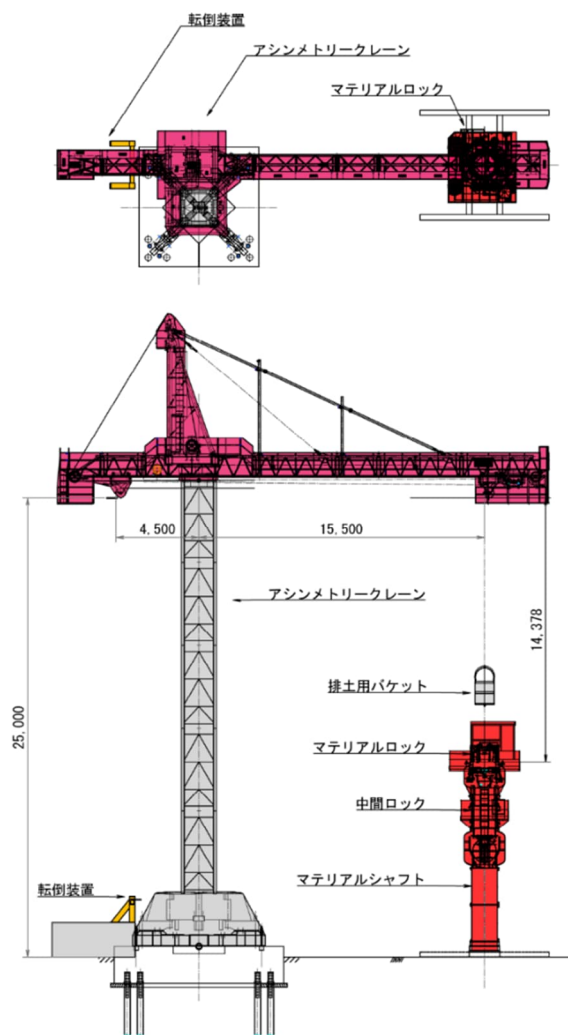 転倒装置
アシンメトリークレーン
マテリアルロック
4,500
15,500
アシンメトリークレーン
14,378
排土用バケット
25,000
マテリアルロック
中間ロック
マテリアルシャフト
転倒装置